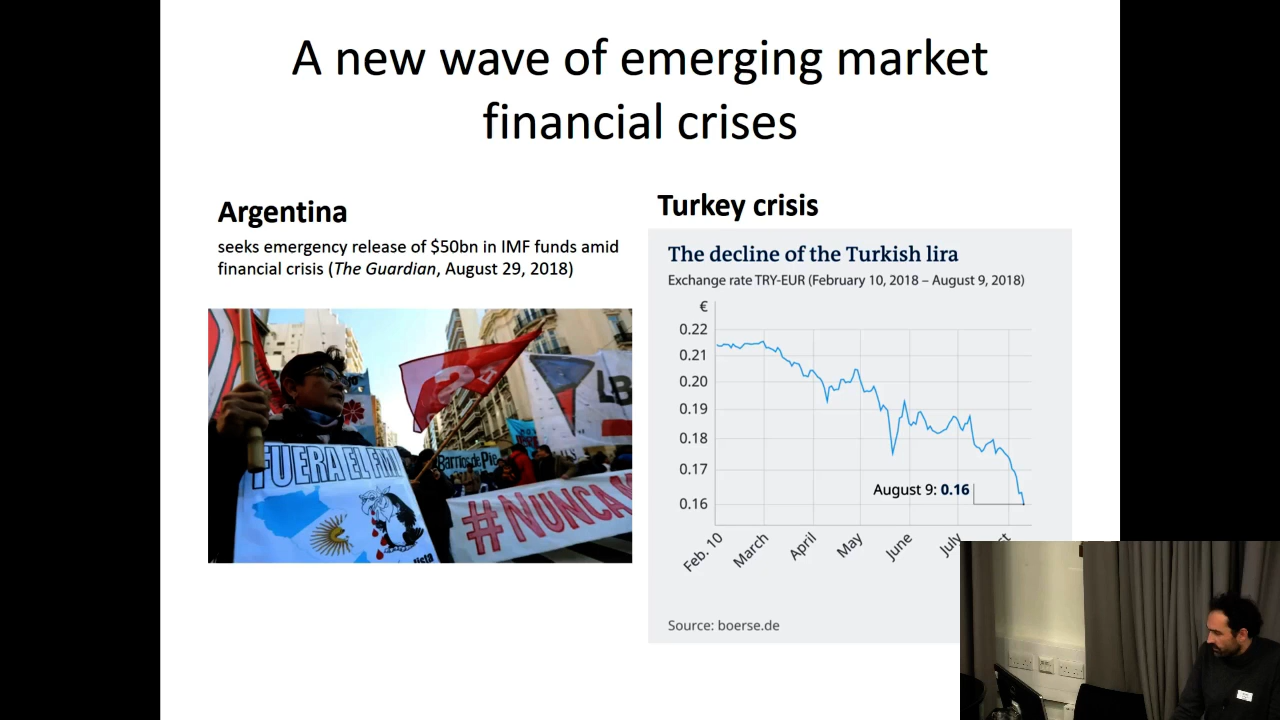 A new wave of emerging market
financial crises
Argentina
seeks emergency release of $50bn in IMF funds amid
financial crisis (The Guardian, August 29, 2018)
FUERA EL FMI
Barrios de Pie
#NUNCA
Turkey crisis
The decline of the Turkish lira
Exchange rate TRY-EUR (February 10, 2018 – August 9, 2018)
€
0.22
0.21
0.20
0.19
0.18
0.17
0.16
August 9: 0.16
Feb. 10
March
April
May
June
July
Source: boerse.de